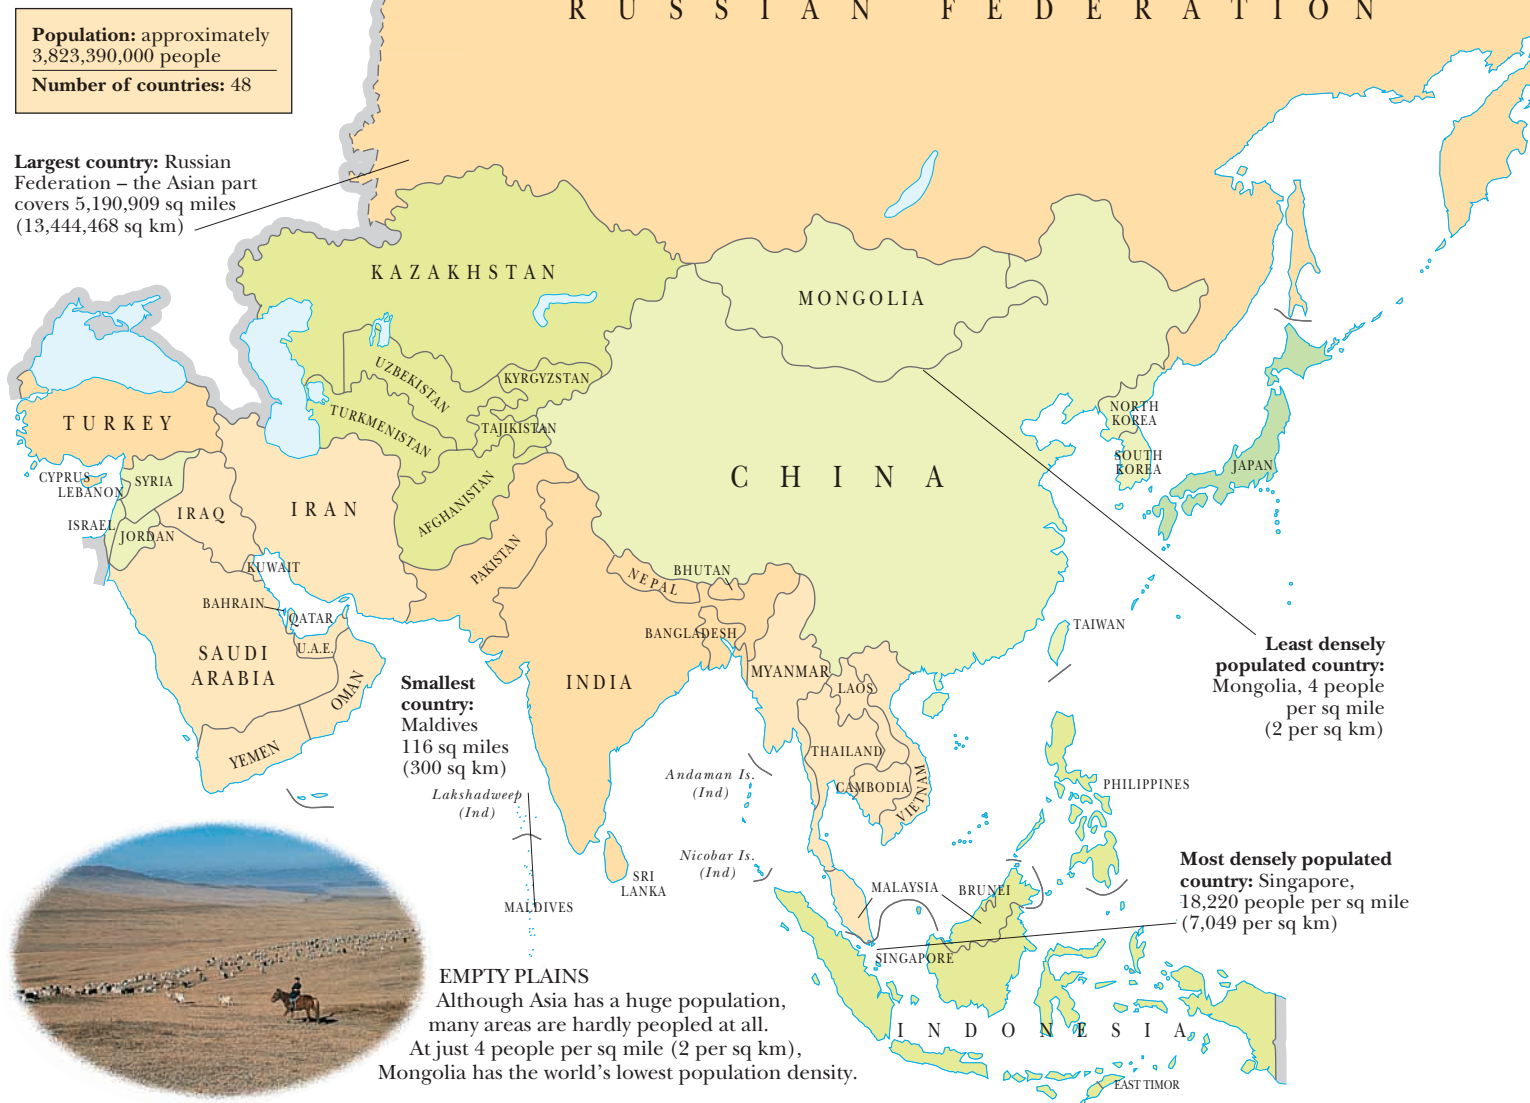 RUSSIAN FEDERATION
Population: approximately
3,823,390,000 people
Number of countries: 48
Largest country: Russian
Federation – the Asian part
covers 5,190,909 sq miles
(13,444,468 sq km)
KAZAKHSTAN
MONGOLIA
UZBEKISTAN
KYRGYZSTAN
TURKMENISTAN
TAJIKISTAN
TURKEY
NORTH
KOREA
SOUTH
KOREA
JAPAN
CHINA
CYPRUS
LEBANON
SYRIA
ISRAEL
JORDAN
IRAQ
IRAN
AFGHANISTAN
PAKISTAN
KUWAIT
BAHRAIN
QATAR
U.A.E.
SAUDI
ARABIA
OMAN
YEMEN
NEPAL
BHUTAN
BANGLADESH
INDIA
MYANMAR
LAOS
THAILAND
CAMBODIA
VIETNAM
TAIWAN
Least densely
populated country:
Mongolia, 4 people
per sq mile
(2 per sq km)
Smallest
country:
Maldives
116 sq miles
(300 sq km)
Lakshadweep
(Ind)
Andaman Is.
(Ind)
Nicobar Is.
(Ind)
PHILIPPINES
SRI
LANKA
MALDIVES
MALAYSIA
BRUNEI
SINGAPORE
Most densely populated
country: Singapore,
18,220 people per sq mile
(7,049 per sq km)
INDONESIA
EAST TIMOR
EMPTY PLAINS
Although Asia has a huge population,
many areas are hardly peopled at all.
At just 4 people per sq mile (2 per sq km),
Mongolia has the world's lowest population density.